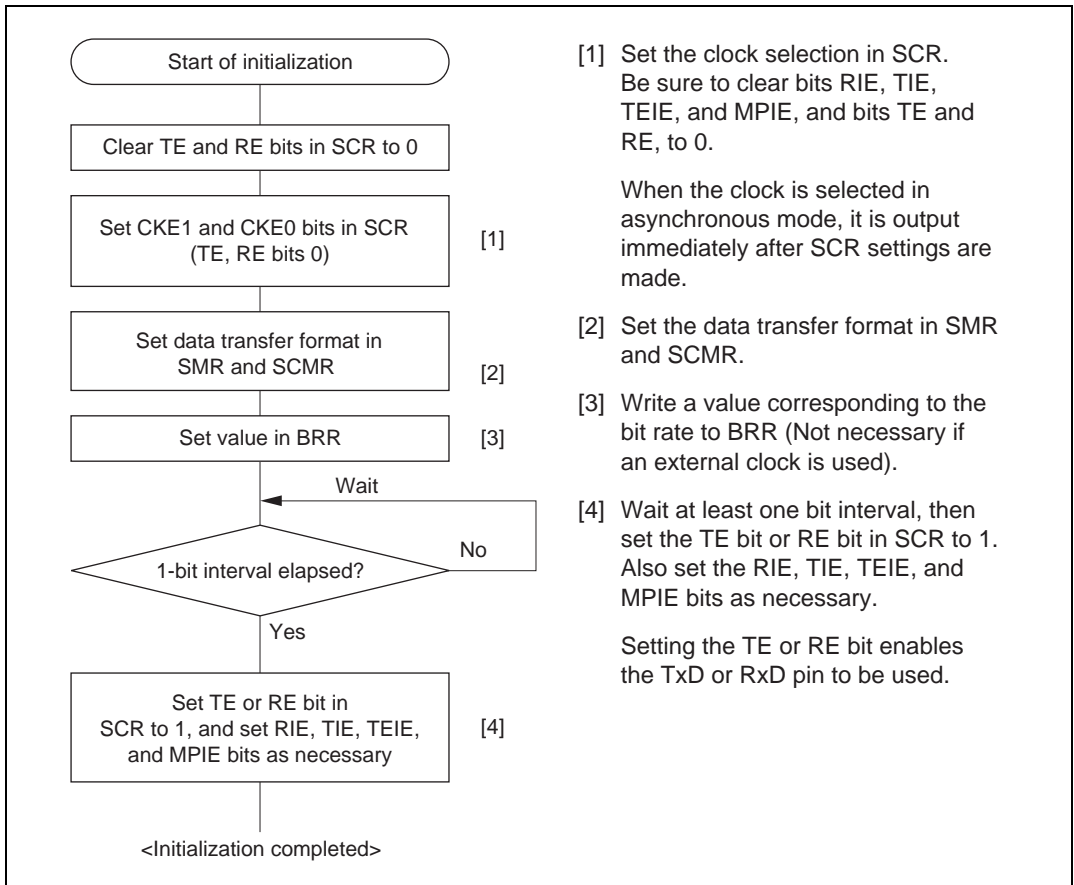 Start of initialization
Clear TE and RE bits in SCR to 0
Set CKE1 and CKE0 bits in SCR
(TE, RE bits 0)
[1]
Set data transfer format in
SMR and SCMR
[2]
Set value in BRR
[3]
Wait
1-bit interval elapsed?
No
Yes
Set TE or RE bit in
SCR to 1, and set RIE, TIE, TEIE,
and MPIE bits as necessary
[4]
<Initialization completed>
[1] Set the clock selection in SCR.
Be sure to clear bits RIE, TIE,
TEIE, and MPIE, and bits TE and
RE, to 0.
When the clock is selected in
asynchronous mode, it is output
immediately after SCR settings are
made.
[2] Set the data transfer format in SMR
and SCMR.
[3] Write a value corresponding to the
bit rate to BRR (Not necessary if
an external clock is used).
[4] Wait at least one bit interval, then
set the TE bit or RE bit in SCR to 1.
Also set the RIE, TIE, TEIE, and
MPIE bits as necessary.
Setting the TE or RE bit enables
the TxD or RxD pin to be used.